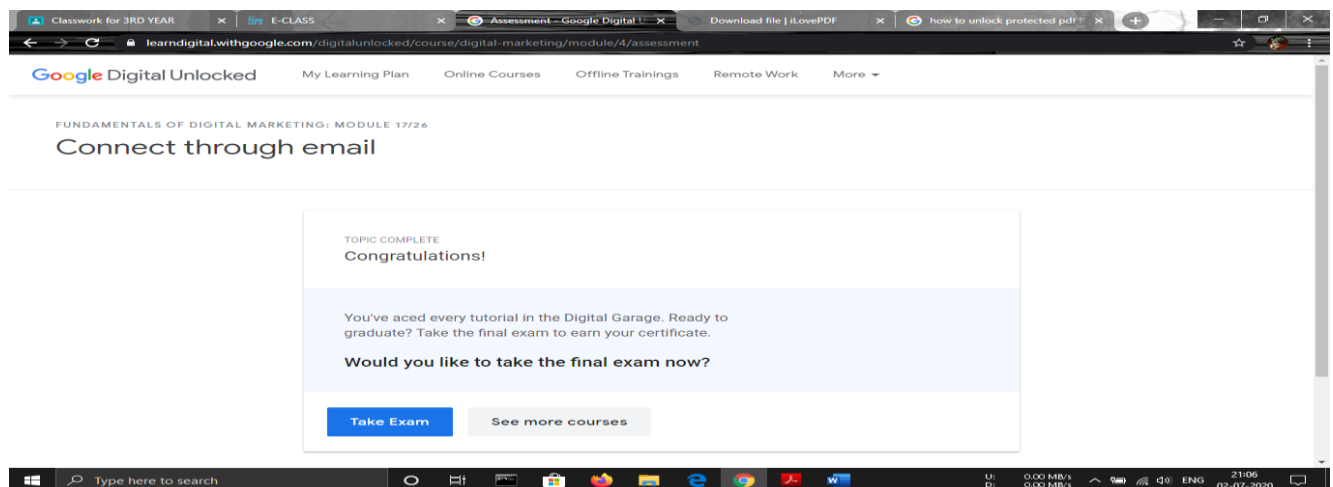 Classwork for 3RD YEAR
E-CLASS
Assessment - Google Digital U
Download file | iLovePDF
how to unlock protected pdf f
learndigital.withgoogle.com/digitalunlocked/course/digital-marketing/module/4/assessment
Google Digital Unlocked My Learning Plan Online Courses Offline Trainings Remote Work More
FUNDAMENTALS OF DIGITAL MARKETING: MODULE 17/26
Connect through email
TOPIC COMPLETE
Congratulations!
You've aced every tutorial in the Digital Garage. Ready to
graduate? Take the final exam to earn your certificate.
Would you like to take the final exam now?
Take Exam See more courses
Type here to search
U: 0.00 MB/s
D: 0.00 MB/s
ENG
21:06
02-07-2020